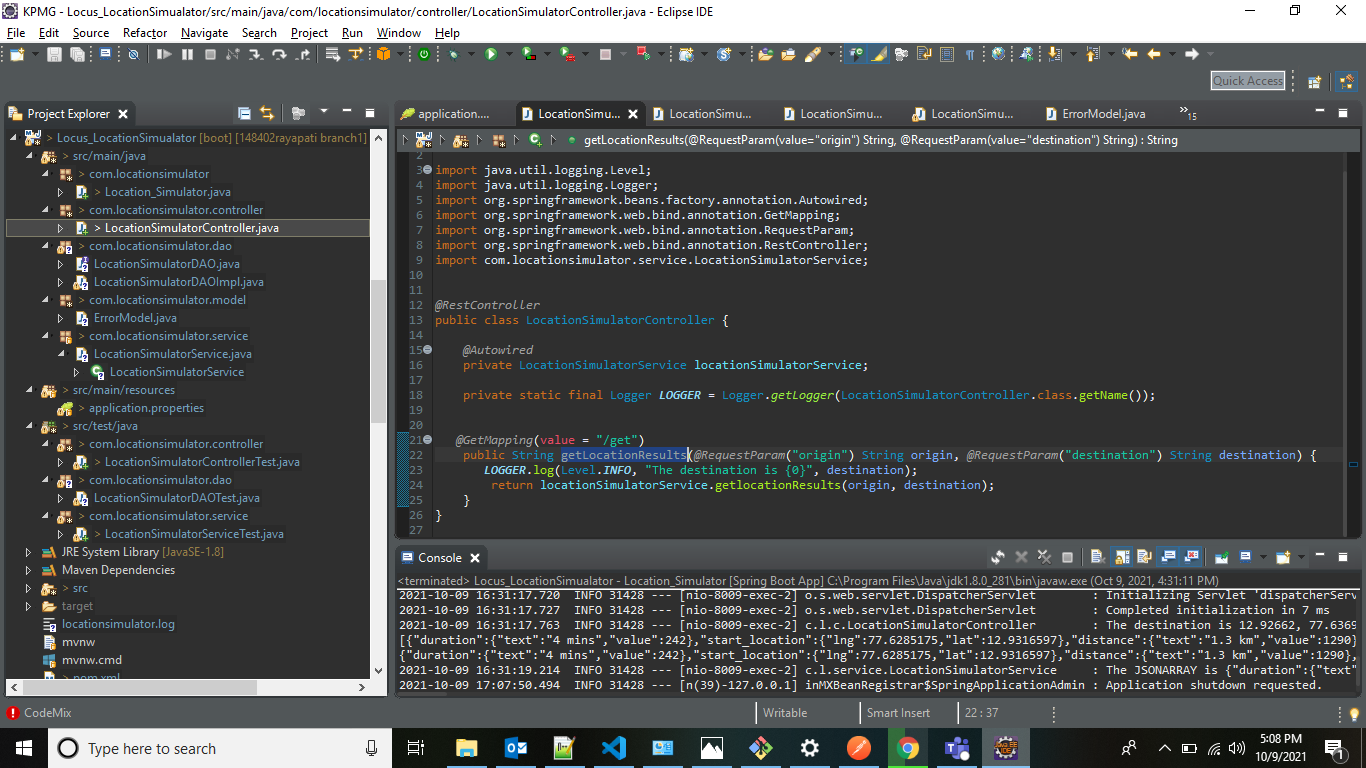 KPMG - Locus_LocationSimualator/src/main/java/com/locationsimulator/controller/LocationSimulatorController.java - Eclipse IDE
File Edit Source Refactor Navigate Search Project Run Window Help
Quick Access
Project Explorer
> Locus_LocationSimualator [boot] [148402rayapati branch1]
> src/main/java
> com.locationsimulator
> Location_Simulator.java
> com.locationsimulator.controller
> LocationSimulatorController.java
> com.locationsimulator.dao
LocationSimulatorDAO.java
LocationSimulatorDAOImpl.java
> com.locationsimulator.model
ErrorModel.java
> com.locationsimulator.service
LocationSimulatorService.java
LocationSimulatorService
> src/main/resources
> application.properties
> src/test/java
> com.locationsimulator.controller
> LocationSimulatorControllerTest.java
> com.locationsimulator.dao
> LocationSimulatorDAOTest.java
> com.locationsimulator.service
> LocationSimulatorServiceTest.java
JRE System Library [JavaSE-1.8]
Maven Dependencies
> src
target
locationsimulator.log
mvnw
mvnw.cmd
> pom.xml
application.... LocationSimu... LocationSimu... LocationSimu... LocationSimu... ErrorModel.java »15
getLocationResults(@RequestParam(value="origin") String, @RequestParam(value="destination") String) : String
2
3 import java.util.logging.Level;
4 import java.util.logging.Logger;
5 import org.springframework.beans.factory.annotation.Autowired;
6 import org.springframework.web.bind.annotation.GetMapping;
7 import org.springframework.web.bind.annotation.RequestParam;
8 import org.springframework.web.bind.annotation.RestController;
9 import com.locationsimulator.service.LocationSimulatorService;
10
11
12 @RestController
13 public class LocationSimulatorController {
14
15 @Autowired
16 private LocationSimulatorService locationSimulatorService;
17
18 private static final Logger LOGGER = Logger.getLogger(LocationSimulatorController.class.getName());
19
20
21 @GetMapping(value = "/get")
22 public String getLocationResults(@RequestParam("origin") String origin, @RequestParam("destination") String destination) {
23 LOGGER.log(Level.INFO, "The destination is {0}", destination);
24 return locationSimulatorService.getlocationResults(origin, destination);
25 }
26 }
27
Console
<terminated> Locus_LocationSimualator - Location_Simulator [Spring Boot App] C:\Program Files\Java\jdk1.8.0_281\bin\javaw.exe (Oct 9, 2021, 4:31:11 PM)
2021-10-09 16:31:17.720 INFO 31428 --- [nio-8009-exec-2] o.s.web.servlet.DispatcherServlet : Initializing Servlet 'dispatcherServ
2021-10-09 16:31:17.727 INFO 31428 --- [nio-8009-exec-2] o.s.web.servlet.DispatcherServlet : Completed initialization in 7 ms
2021-10-09 16:31:17.763 INFO 31428 --- [nio-8009-exec-2] c.l.c.LocationSimulatorController : The destination is 12.92662, 77.6369
[{"duration":{"text":"4 mins","value":242},"start_location":{"lng":77.6285175,"lat":12.9316597},"distance":{"text":"1.3 km","value":1290}
{"duration":{"text":"4 mins","value":242},"start_location":{"lng":77.6285175,"lat":12.9316597},"distance":{"text":"1.3 km","value":1290},
2021-10-09 16:31:19.214 INFO 31428 --- [nio-8009-exec-2] c.l.service.LocationSimulatorService : The JSONARRAY is {"duration":{"text"
2021-10-09 17:07:50.494 INFO 31428 --- [n(39)-127.0.0.1] inMXBeanRegistrar$SpringApplicationAdmin : Application shutdown requested.
CodeMix
Writable Smart Insert 22 : 37
Type here to search
5:08 PM
10/9/2021
1